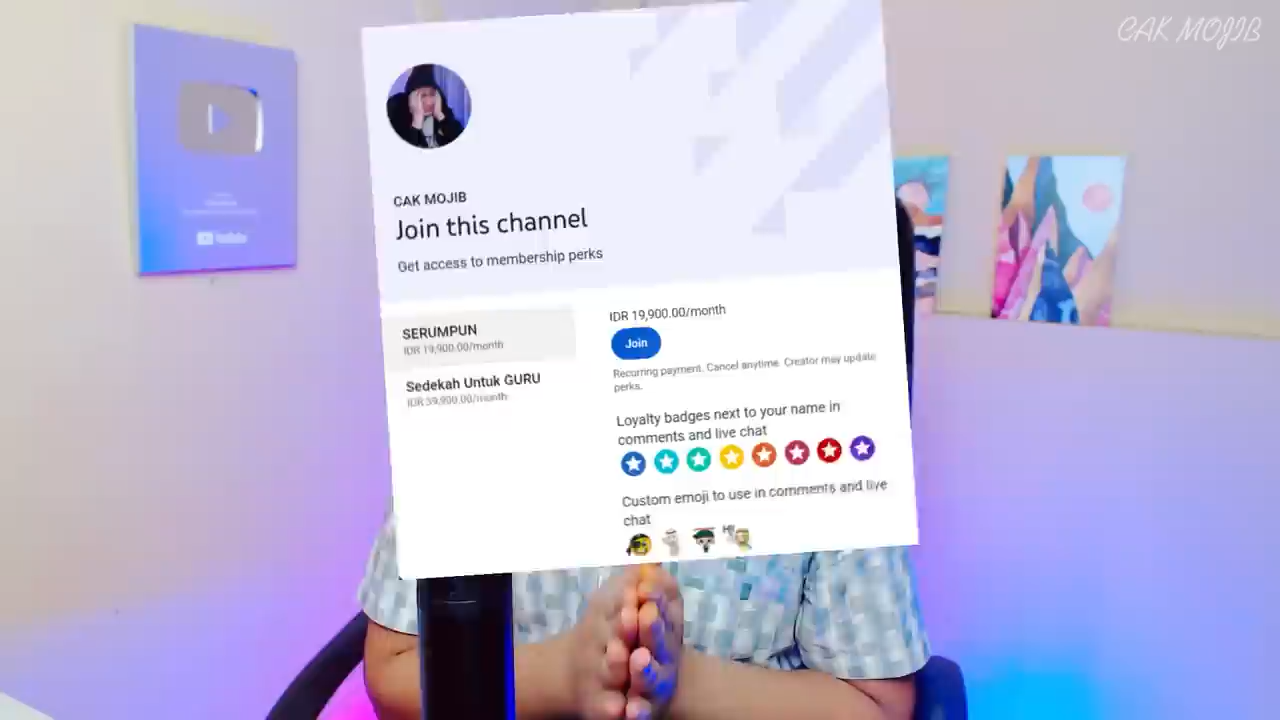 CAK MOJIB
CAK MOJIB
Join this channel
Get access to membership perks
SERUMPUN
IDR 19,900.00/month
Sedekah Untuk GURU
IDR 39,900.00/month
IDR 19,900.00/month
Join
Recurring payment. Cancel anytime. Creator may update
perks.
Loyalty badges next to your name in
comments and live chat
Custom emoji to use in comments and live
chat
YouTube